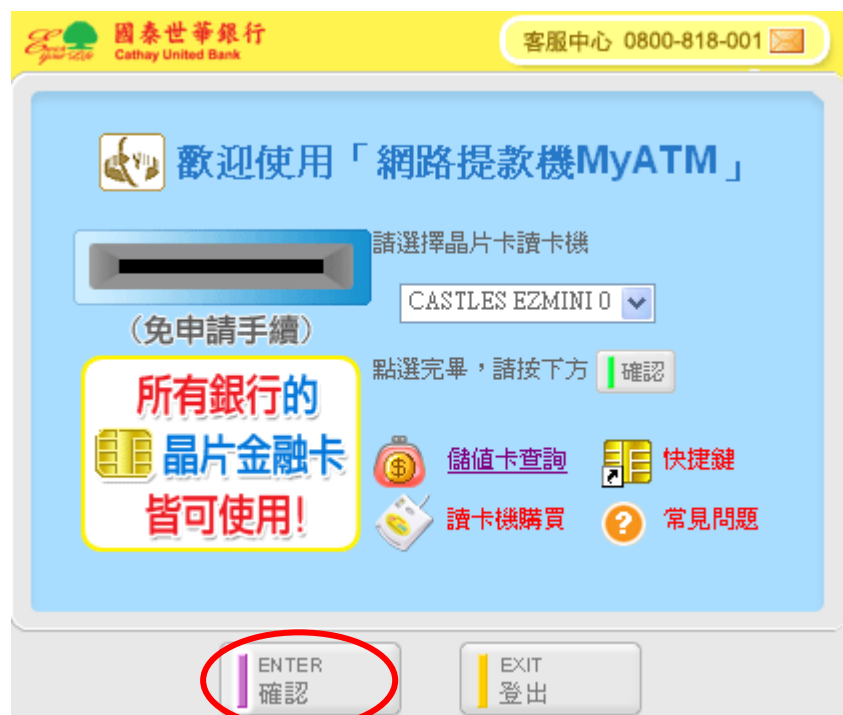 國泰世華銀行
Cathay United Bank
客服中心 0800-818-001
歡迎使用「網路提款機MyATM」
請選擇晶片卡讀卡機
CASTLES EZMINI 0
(免申請手續)
點選完畢，請按下方 確認
所有銀行的
晶片金融卡
皆可使用!
儲值卡查詢
快捷鍵
讀卡機購買
常見問題
ENTER
確認
EXIT
登出